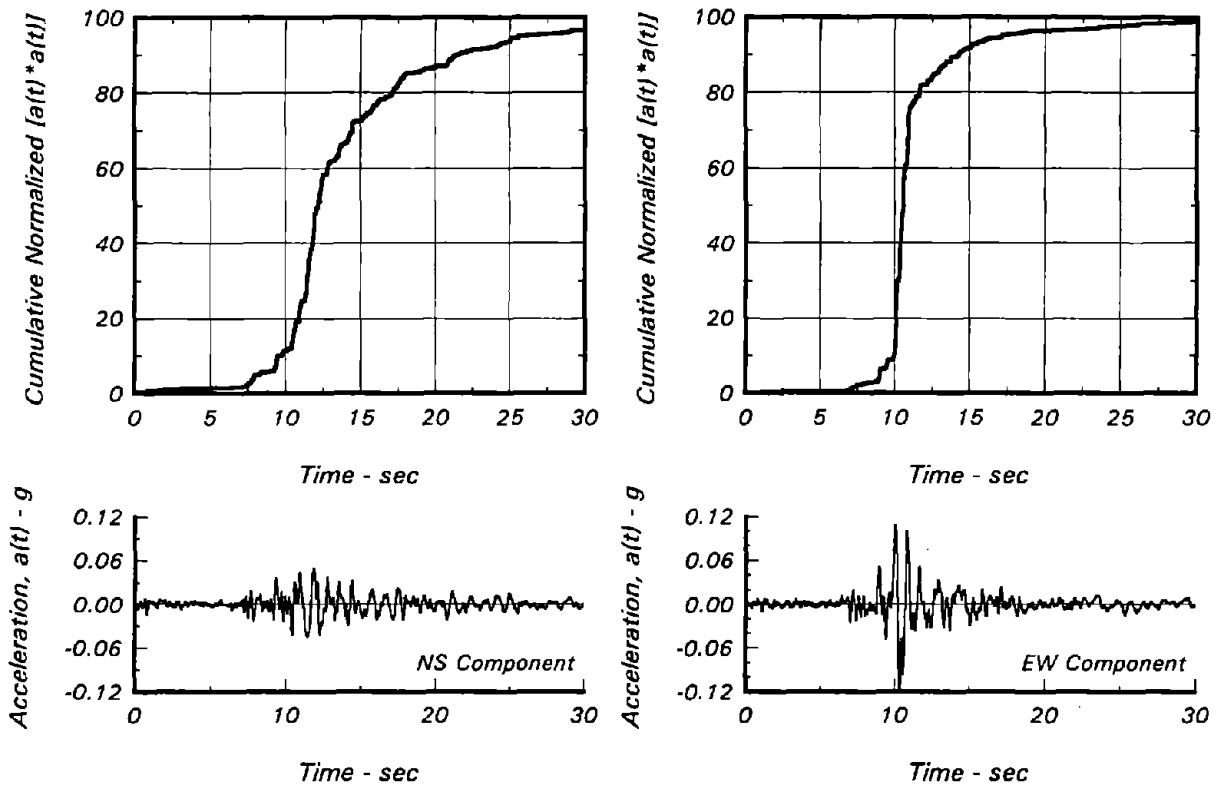 Cumulative Normalized [a(t)*a(t)]
100
80
60
40
20
0
0 5 10 15 20 25 30
Time - sec
Cumulative Normalized [a(t)*a(t)]
100
80
60
40
20
0
0 5 10 15 20 25 30
Time - sec
Acceleration, a(t) - g
0.12
0.06
0.00
-0.06
-0.12
NS Component
0 10 20 30
Time - sec
Acceleration, a(t) - g
0.12
0.06
0.00
-0.06
-0.12
EW Component
0 10 20 30
Time - sec